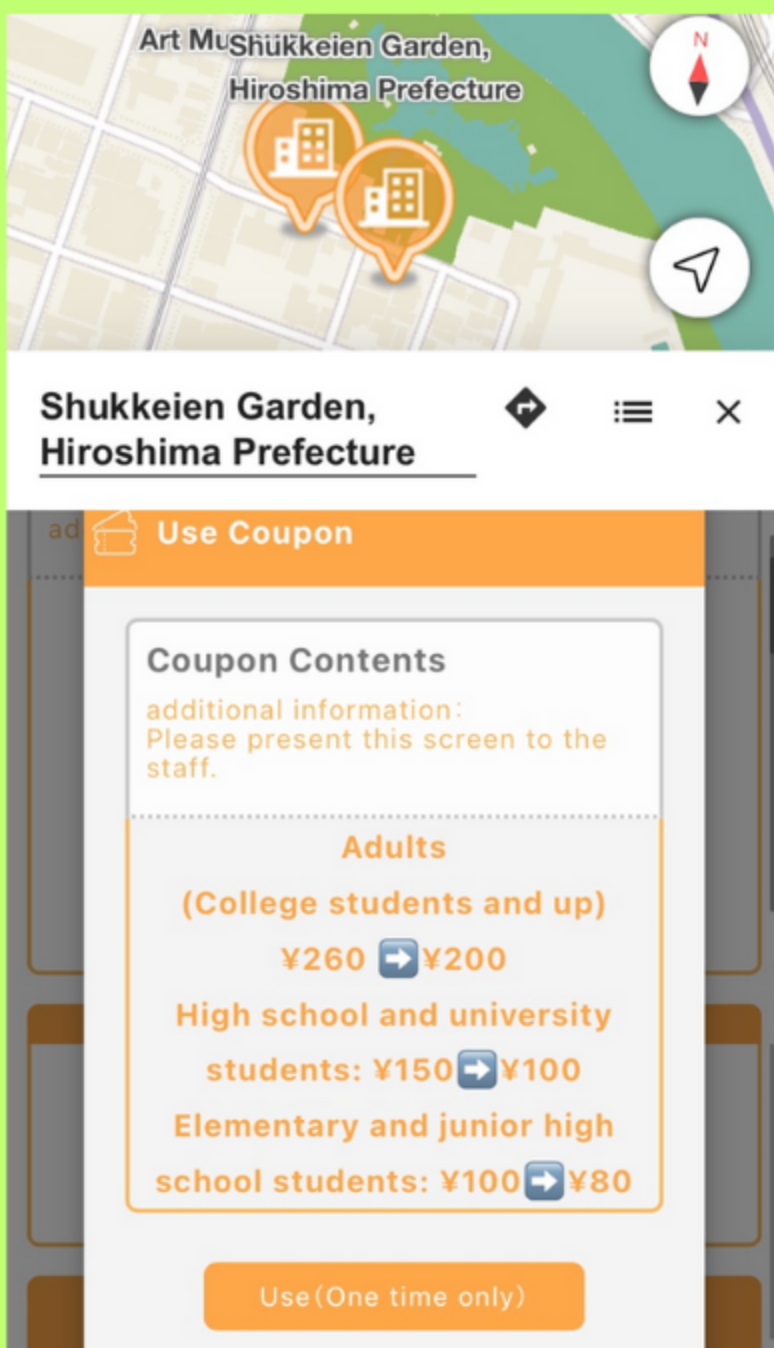 Art Mu
Shukkeien Garden,
Hiroshima Prefecture
N
Shukkeien Garden,
Hiroshima Prefecture
ad
Use Coupon
Coupon Contents
additional information:
Please present this screen to the
staff.
Adults
(College students and up)
¥260 ➡¥200
High school and university
students: ¥150➡¥100
Elementary and junior high
school students: ¥100➡¥80
Use(One time only)